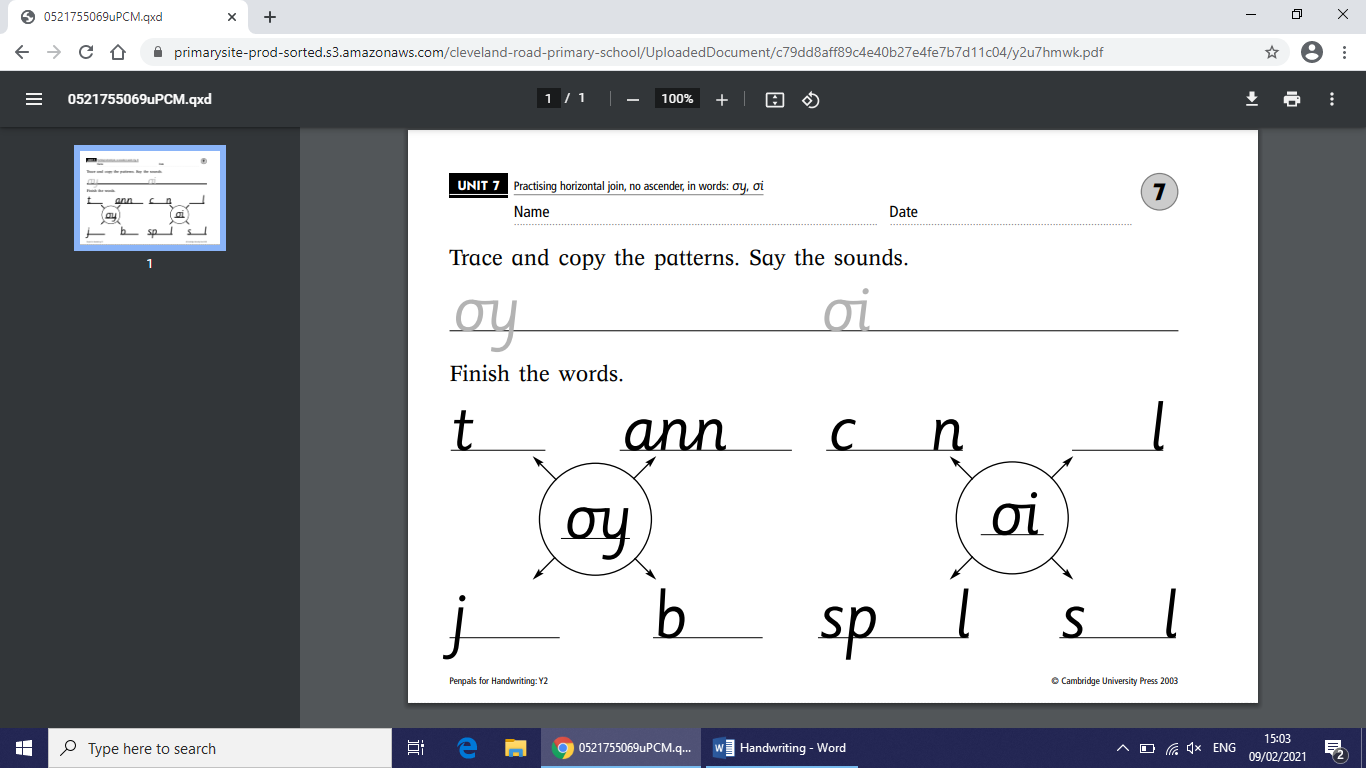 0521755069uPCM.qxd
primarysite-prod-sorted.s3.amazonaws.com/cleveland-road-primary-school/UploadedDocument/c79dd8aff89c4e40b27e4fe7b7d11c04/y2u7hmwk.pdf
0521755069uPCM.qxd
1 / 1
100%
1
UNIT 7 Practising horizontal join, no ascender, in words: oy, oi
7
Name Date
Trace and copy the patterns. Say the sounds.
oy oi
Finish the words.
t ann c n l
oy oi
j b sp l s l
Penpals for Handwriting: Y2 © Cambridge University Press 2003
Type here to search
0521755069uPCM.q...
Handwriting - Word
ENG
15:03
09/02/2021
2